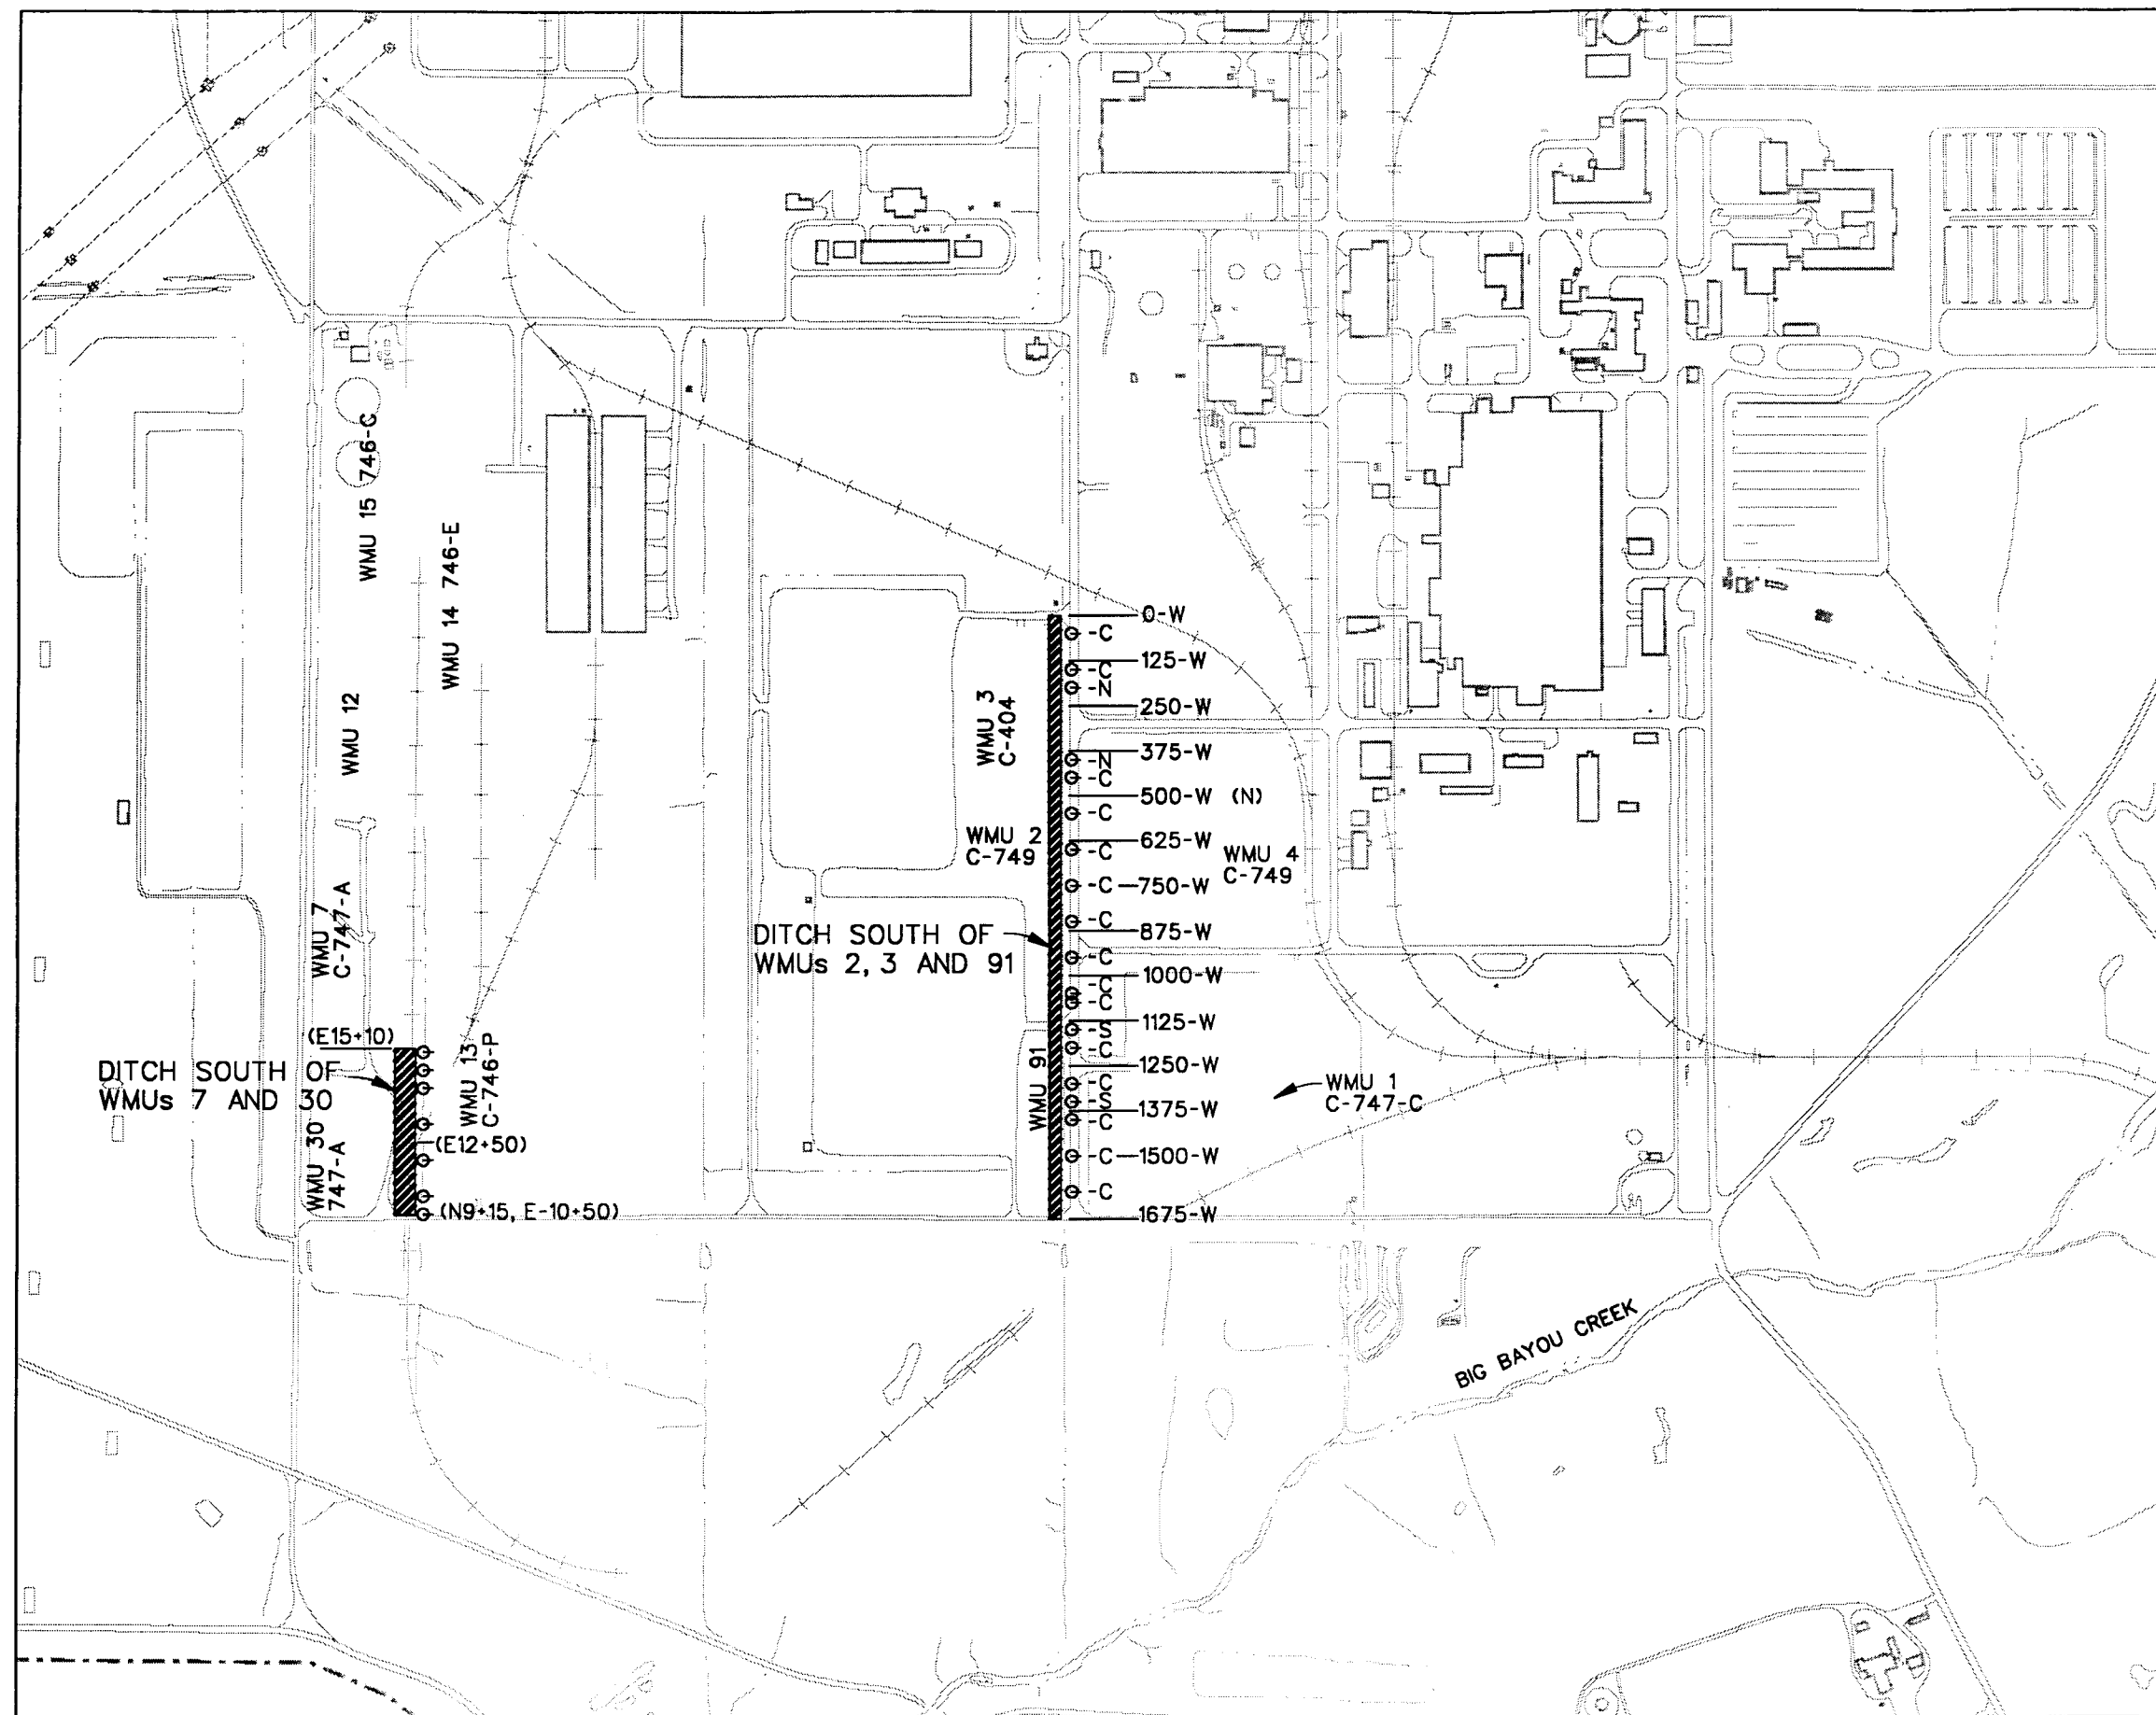 WMU 15 746-C
WMU 14 746-E
WMU 12
WMU 7
C-747-A
(E15+10)
DITCH SOUTH OF
WMUs 7 AND 30
WMU 30
747-A
WMU 13
C-746-P
(E12+50)
(N9+15, E-10+50)
WMU 3
C-404
WMU 2
C-749
DITCH SOUTH OF
WMUs 2, 3 AND 91
WMU 91
0-W
-C
125-W
-C
-N
250-W
375-W
-N
-C
500-W (N)
-C
625-W
-C
WMU 4
C-749
-C 750-W
-C
875-W
-C
1000-W
-C
-C
1125-W
-S
-C
1250-W
-C
-S
1375-W
-C
WMU 1
C-747-C
-C 1500-W
-C
1675-W
BIG BAYOU CREEK